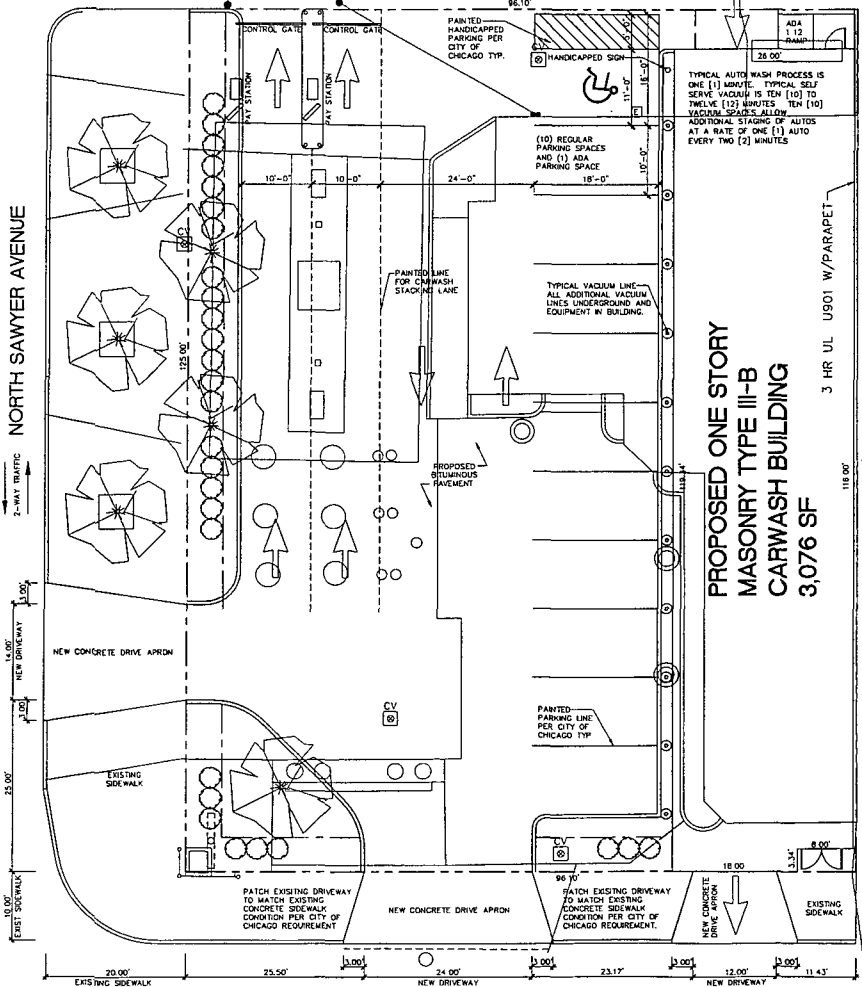 96.10'
CONTROL GATE
CONTROL GATE
PAY STATION
PAY STATION
PAINTED
HANDICAPPED
PARKING PER
CITY OF
CHICAGO TYP.
CV
HANDICAPPED SIGN
11'-0"
16'-0"
10'-0"
E
ADA
1 12
RAMP
26 00'
TYPICAL AUTO WASH PROCESS IS
ONE [1] MINUTE. TYPICAL SELF
SERVE VACUUM IS TEN [10] TO
TWELVE [12] MINUTES TEN [10]
VACUUM SPACES ALLOW
ADDITIONAL STAGING OF AUTOS
AT A RATE OF ONE [1] AUTO
EVERY TWO [2] MINUTES
(10) REGULAR
PARKING SPACES
AND (1) ADA
PARKING SPACE
10'-0"
10'-0"
24'-0"
18'-0"
NORTH SAWYER AVENUE
2-WAY TRAFFIC
CV
125 00'
PAINTED LINE
FOR CARWASH
STACKING LANE
TYPICAL VACUUM LINE
ALL ADDITIONAL VACUUM
LINES UNDERGROUND AND
EQUIPMENT IN BUILDING.
3 HR UL U901 W/PARAPET
PROPOSED ONE STORY
MASONRY TYPE III-B
CARWASH BUILDING
3,076 SF
118 00'
PROPOSED
BITUMINOUS
PAVEMENT
3.00'
14.00'
NEW DRIVEWAY
3.00'
NEW CONCRETE DRIVE APRON
CV
PAINTED
PARKING LINE
PER CITY OF
CHICAGO TYP
25 00'
EXISTING
SIDEWALK
10.00'
EXIST SIDEWALK
CV
96 10'
18 00
3.34'
8 00'
PATCH EXISITING DRIVEWAY
TO MATCH EXISTING
CONCRETE SIDEWALK
CONDITION PER CITY OF
CHICAGO REQUIREMENT
NEW CONCRETE DRIVE APRON
PATCH EXISITING DRIVEWAY
TO MATCH EXISTING
CONCRETE SIDEWALK
CONDITION PER CITY OF
CHICAGO REQUIREMENT.
NEW CONCRETE
DRIVE APRON
EXISTING
SIDEWALK
20.00'
EXISTING SIDEWALK
25.50'
3.00'
24 00'
NEW DRIVEWAY
3 00'
23.17'
3 00'
12.00'
NEW DRIVEWAY
3 00'
11 43'